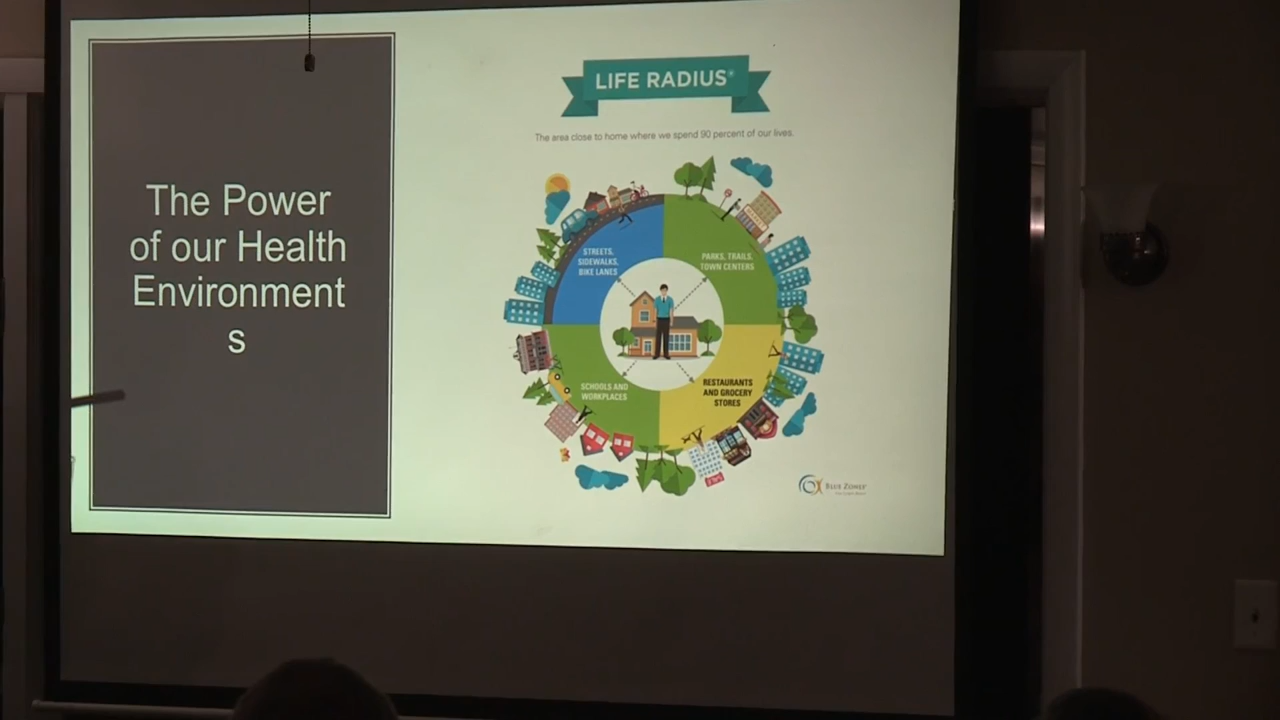 The Power
of our Health
Environment
s
LIFE RADIUS
The area close to home where we spend 90 percent of our lives.
STREETS,
SIDEWALKS,
BIKE LANES
PARKS, TRAILS,
TOWN CENTERS
SCHOOLS AND
WORKPLACES
RESTAURANTS
AND GROCERY
STORES
BLUE ZONES